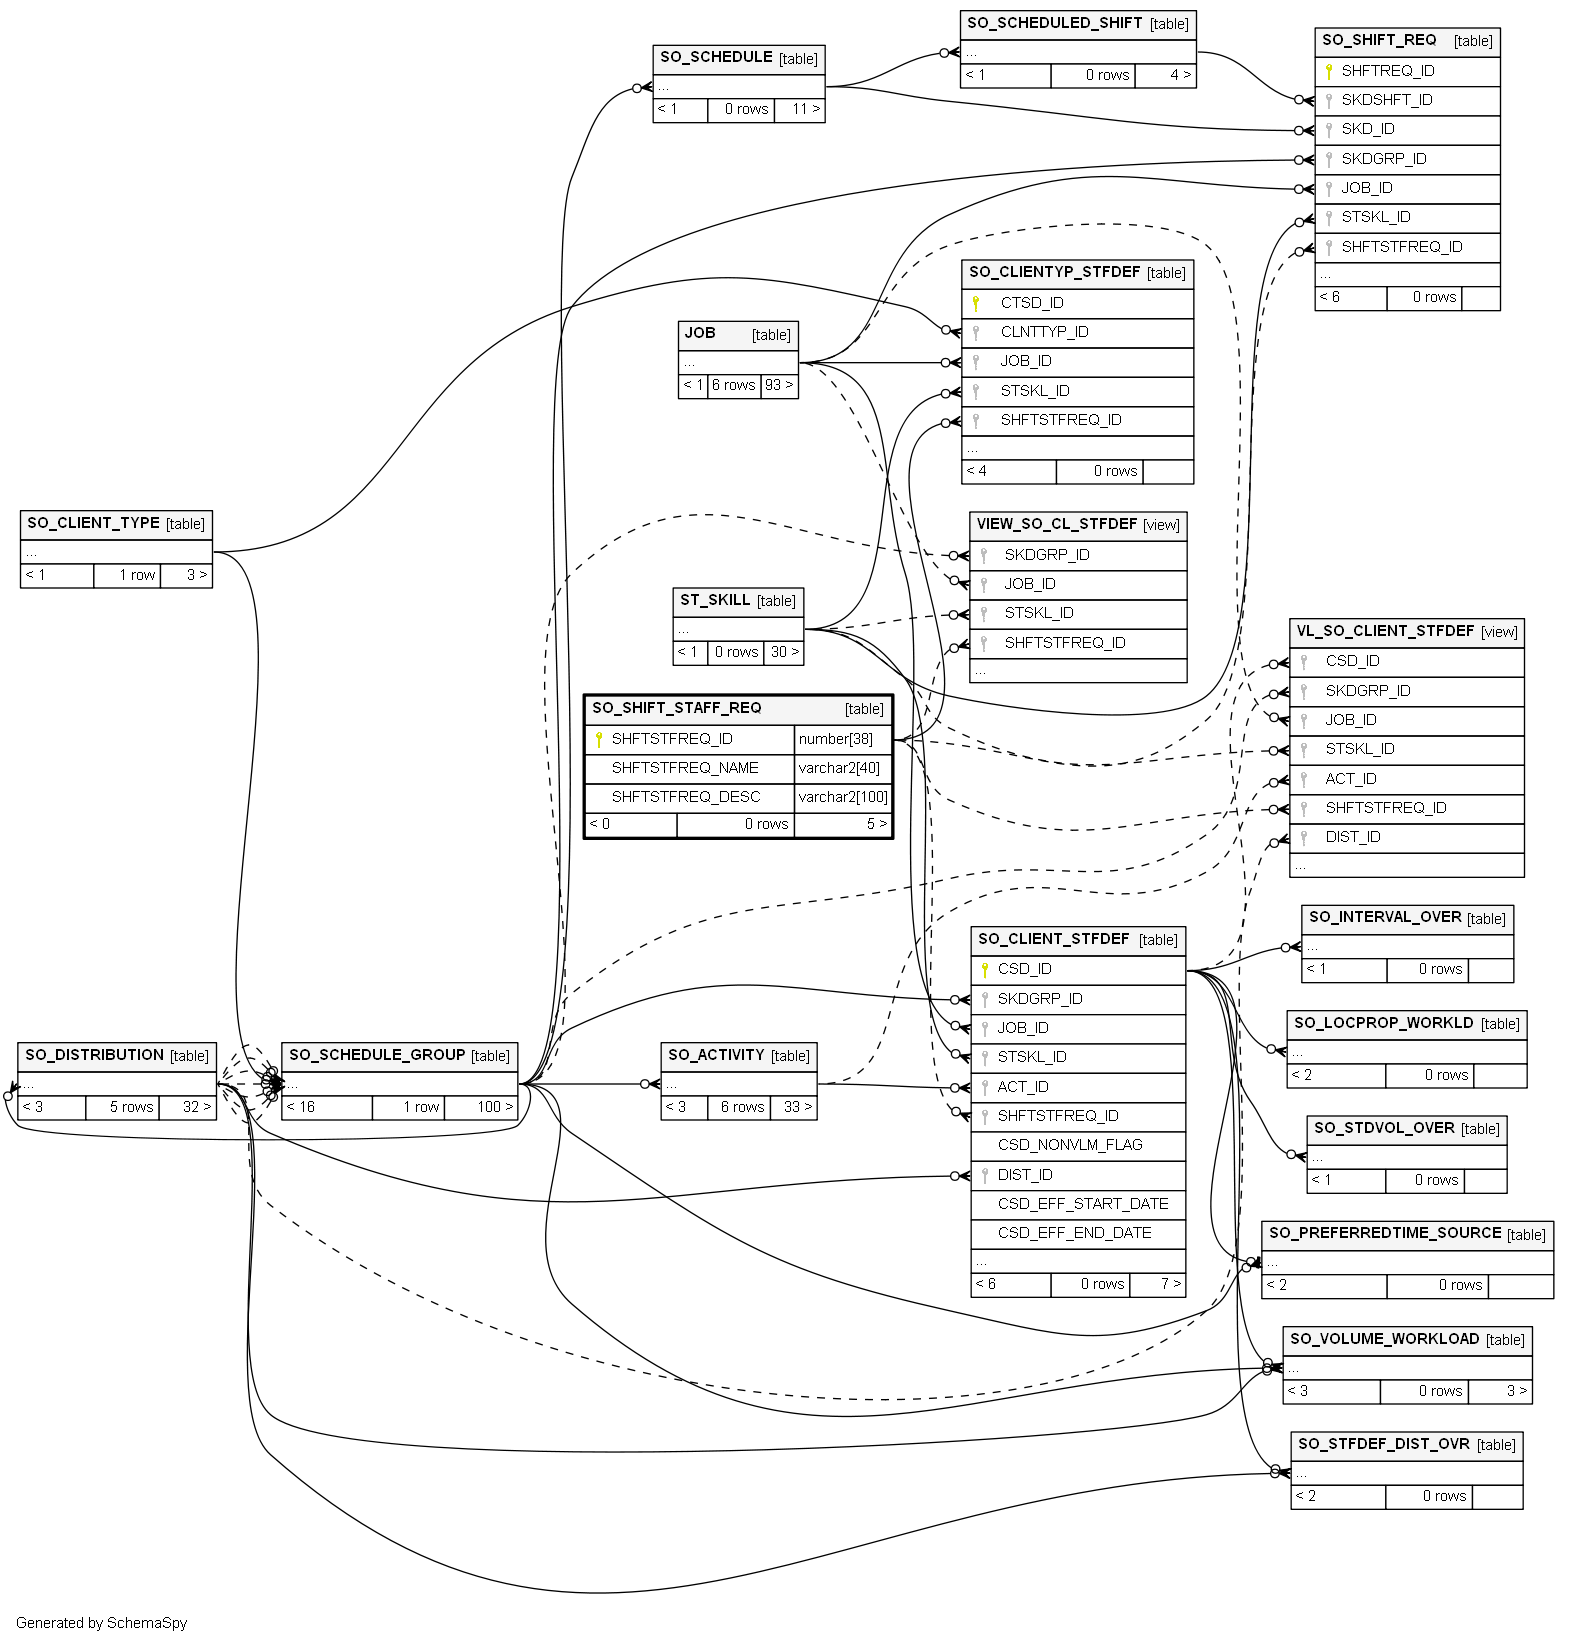 SO_SCHEDULED_SHIFT [table]
...
< 1 0 rows 4 >
SO_SHIFT_REQ [table]
SHFTREQ_ID
SKDSHFT_ID
SKD_ID
SKDGRP_ID
JOB_ID
STSKL_ID
SHFTSTFREQ_ID
...
< 6 0 rows
SO_SCHEDULE [table]
...
< 1 0 rows 11 >
SO_CLIENTYP_STFDEF [table]
CTSD_ID
CLNTTYP_ID
JOB_ID
STSKL_ID
SHFTSTFREQ_ID
...
< 4 0 rows
JOB [table]
...
< 1 6 rows 93 >
SO_CLIENT_TYPE [table]
...
< 1 1 row 3 >
VIEW_SO_CL_STFDEF [view]
SKDGRP_ID
JOB_ID
STSKL_ID
SHFTSTFREQ_ID
...
ST_SKILL [table]
...
< 1 0 rows 30 >
VL_SO_CLIENT_STFDEF [view]
CSD_ID
SKDGRP_ID
JOB_ID
STSKL_ID
ACT_ID
SHFTSTFREQ_ID
DIST_ID
...
SO_SHIFT_STAFF_REQ [table]
SHFTSTFREQ_ID number[38]
SHFTSTFREQ_NAME varchar2[40]
SHFTSTFREQ_DESC varchar2[100]
< 0 0 rows 5 >
SO_INTERVAL_OVER [table]
...
< 1 0 rows
SO_CLIENT_STFDEF [table]
CSD_ID
SKDGRP_ID
JOB_ID
STSKL_ID
ACT_ID
SHFTSTFREQ_ID
CSD_NONVLM_FLAG
DIST_ID
CSD_EFF_START_DATE
CSD_EFF_END_DATE
...
< 6 0 rows 7 >
SO_LOCPROP_WORKLD [table]
...
< 2 0 rows
SO_DISTRIBUTION [table]
...
< 3 5 rows 32 >
SO_SCHEDULE_GROUP [table]
...
< 16 1 row 100 >
SO_ACTIVITY [table]
...
< 3 6 rows 33 >
SO_STDVOL_OVER [table]
...
< 1 0 rows
SO_PREFERREDTIME_SOURCE [table]
...
< 2 0 rows
SO_VOLUME_WORKLOAD [table]
...
< 3 0 rows 3 >
SO_STFDEF_DIST_OVR [table]
...
< 2 0 rows
Generated by SchemaSpy